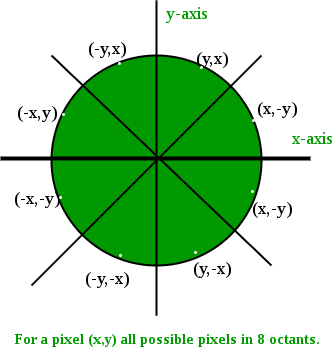 y-axis
(-y,x)
(y,x)
(-x,y)
(x,-y)
x-axis
(-x,-y)
(x,-y)
(-y,-x)
(y,-x)
For a pixel (x,y) all possible pixels in 8 octants.